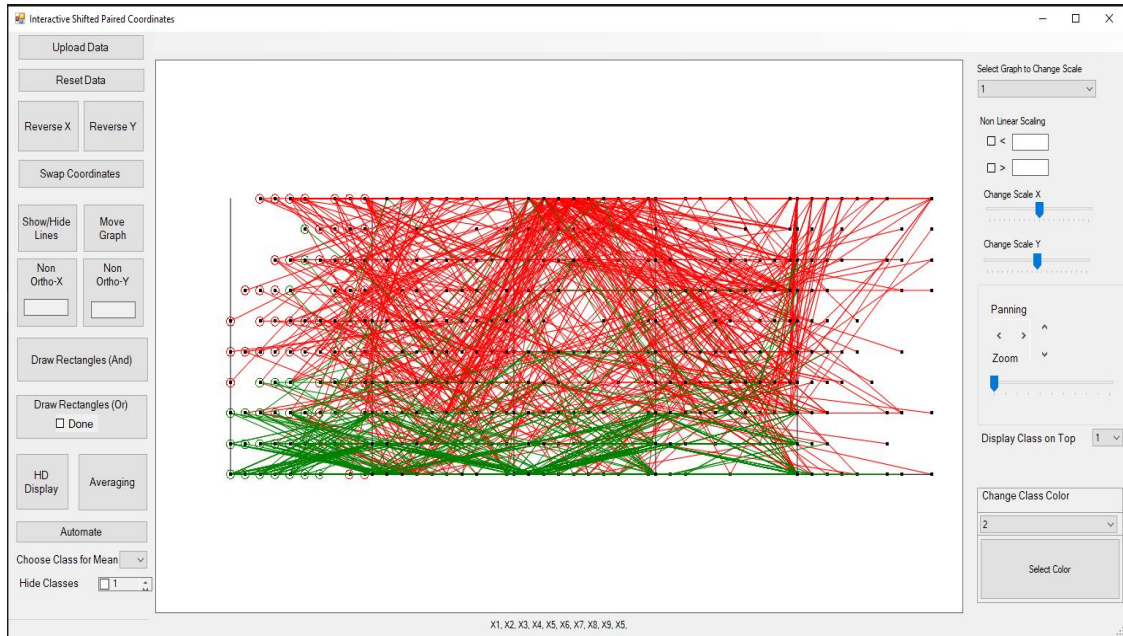 Interactive Shifted Paired Coordinates
Upload Data
Reset Data
Reverse X
Reverse Y
Swap Coordinates
Show/Hide
Lines
Move
Graph
Non
Ortho-X
Non
Ortho-Y
Draw Rectangles (And)
Draw Rectangles (Or)
Done
HD
Display
Averaging
Automate
Choose Class for Mean
Hide Classes
1
X1, X2, X3, X4, X5, X6, X7, X8, X9, X5,
Select Graph to Change Scale
1
Non Linear Scaling
<
>
Change Scale X
Change Scale Y
Panning
< >
Zoom
Display Class on Top 1
Change Class Color
2
Select Color